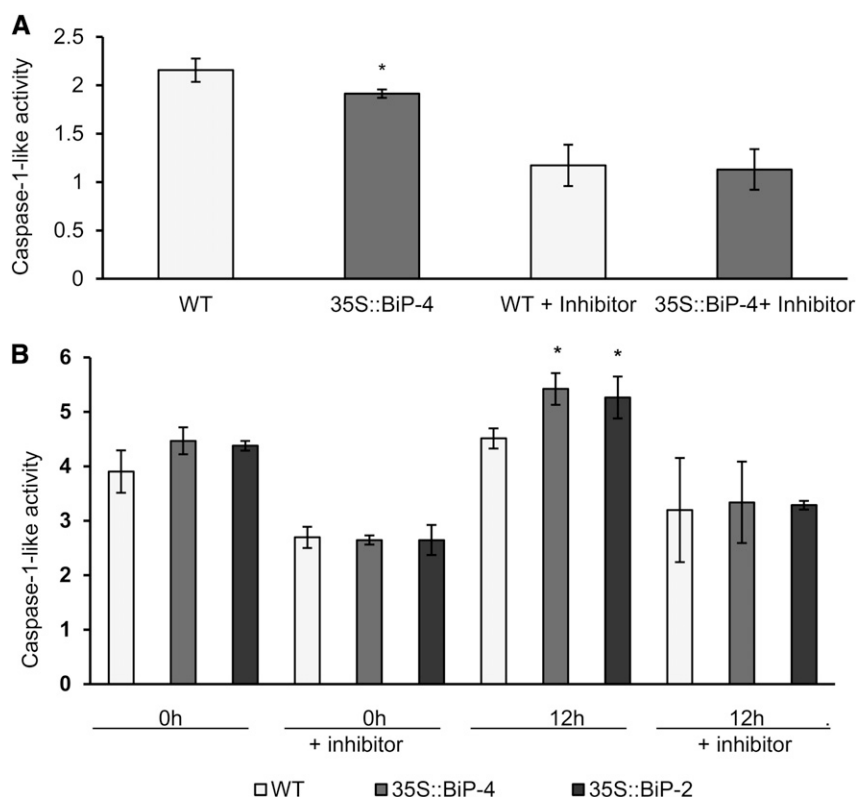 A
Caspase-1-like activity
2.5
2
1.5
1
0.5
0
*
WT
35S::BiP-4
WT + Inhibitor
35S::BiP-4+ Inhibitor
B
Caspase-1-like activity
6
5
4
3
2
1
0
* *
0h
0h
12h
12h .
+ inhibitor
+ inhibitor
WT
35S::BiP-4
35S::BiP-2